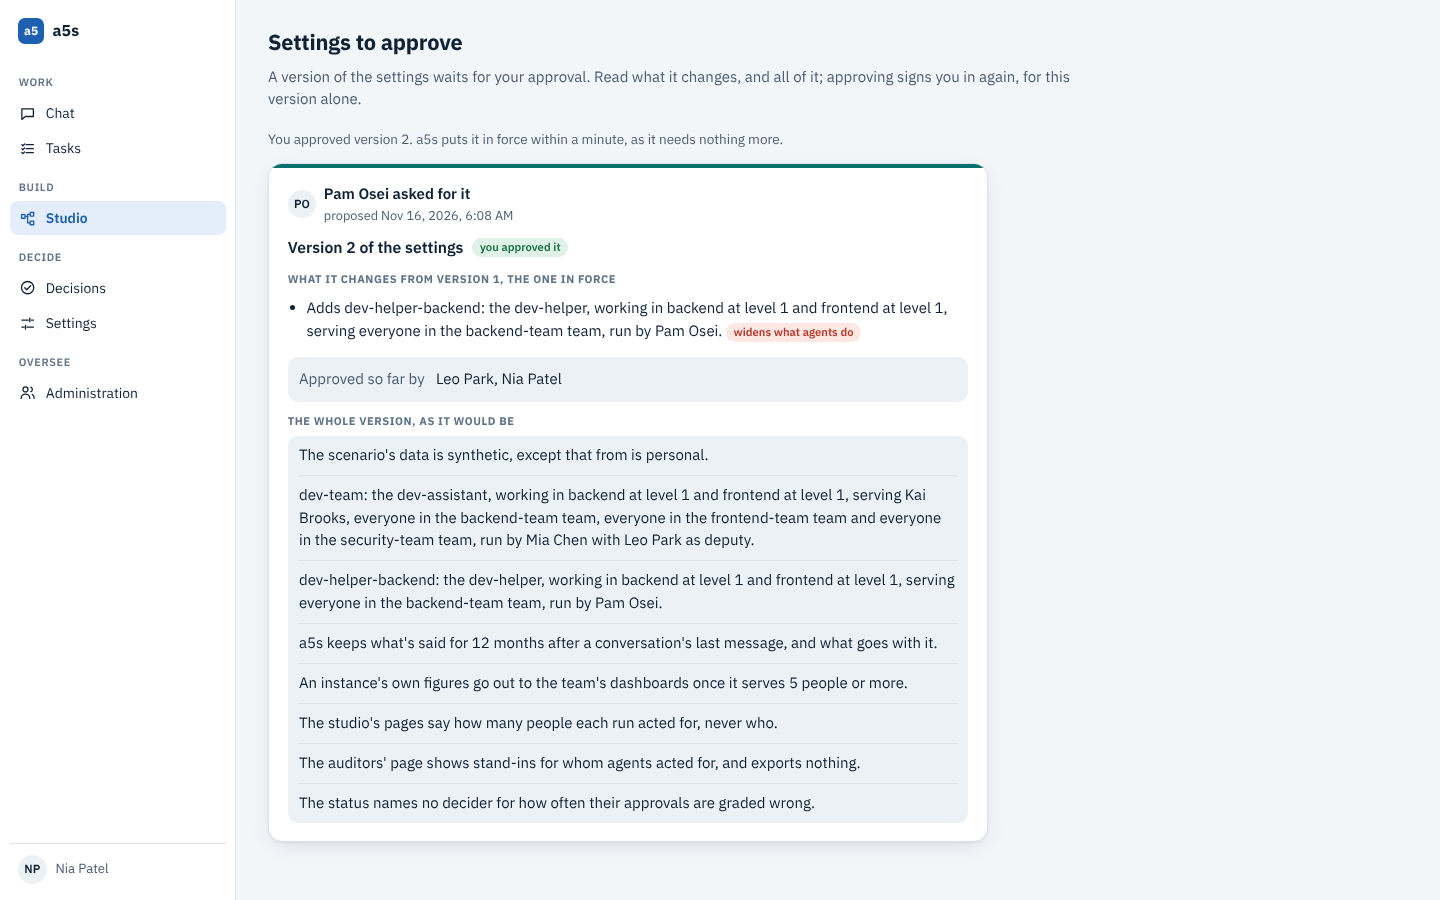 a5 a5s
WORK
Chat
Tasks
BUILD
Studio
DECIDE
Decisions
Settings
OVERSEE
Administration
NP Nia Patel
Settings to approve
A version of the settings waits for your approval. Read what it changes, and all of it; approving signs you in again, for this
version alone.
You approved version 2. a5s puts it in force within a minute, as it needs nothing more.
PO Pam Osei asked for it
proposed Nov 16, 2026, 6:08 AM
Version 2 of the settings you approved it
WHAT IT CHANGES FROM VERSION 1, THE ONE IN FORCE
• Adds dev-helper-backend: the dev-helper, working in backend at level 1 and frontend at level 1,
serving everyone in the backend-team team, run by Pam Osei. widens what agents do
Approved so far by Leo Park, Nia Patel
THE WHOLE VERSION, AS IT WOULD BE
The scenario's data is synthetic, except that from is personal.
dev-team: the dev-assistant, working in backend at level 1 and frontend at level 1, serving Kai
Brooks, everyone in the backend-team team, everyone in the frontend-team team and everyone
in the security-team team, run by Mia Chen with Leo Park as deputy.
dev-helper-backend: the dev-helper, working in backend at level 1 and frontend at level 1, serving
everyone in the backend-team team, run by Pam Osei.
a5s keeps what's said for 12 months after a conversation's last message, and what goes with it.
An instance's own figures go out to the team's dashboards once it serves 5 people or more.
The studio's pages say how many people each run acted for, never who.
The auditors' page shows stand-ins for whom agents acted for, and exports nothing.
The status names no decider for how often their approvals are graded wrong.